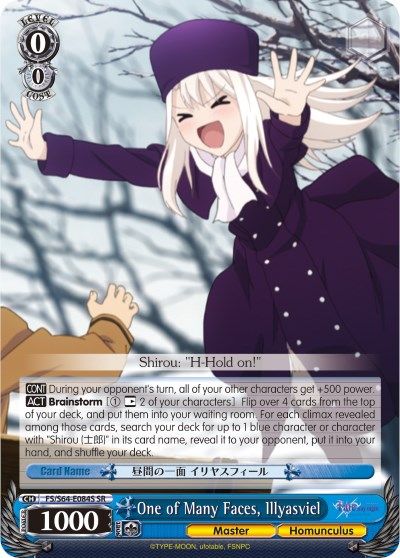 LEVEL
0
0
COST
Shirou: "H-Hold on!"
CONT During your opponent's turn, all of your other characters get +500 power.
ACT Brainstorm [① 2 of your characters] Flip over 4 cards from the top
of your deck, and put them into your waiting room. For each climax revealed
among those cards, search your deck for up to 1 blue character or character
with "Shirou (士郎)" in its card name, reveal it to your opponent, put it into your
hand, and shuffle your deck.
Card Name
昼間の一面 イリヤスフィール
CH FS/S64-E084S SR
One of Many Faces, Illyasviel
POWER
1000
Master
Homunculus
©TYPE-MOON, ufotable, FSNPC